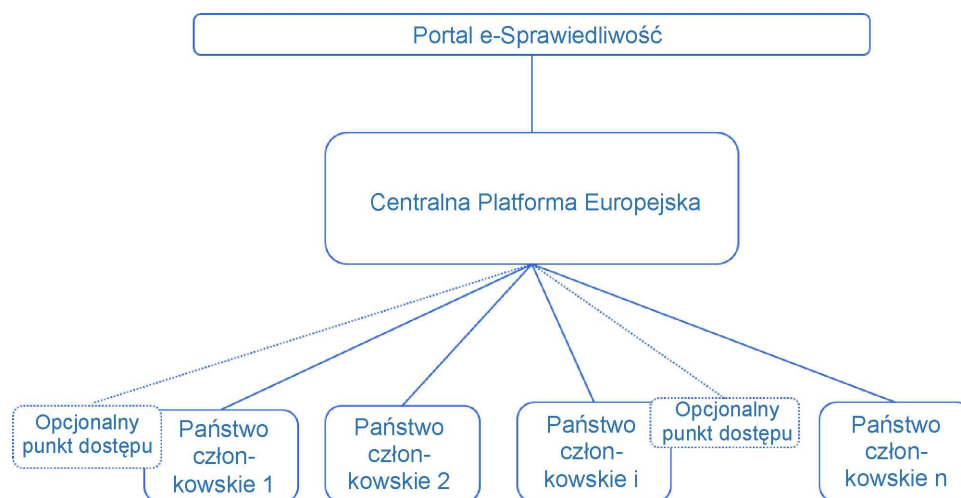 Portal e-Sprawiedliwość
Centralna Platforma Europejska
Opcjonalny
punkt dostępu
Państwo
człon-
kowskie 1
Państwo
człon-
kowskie 2
Państwo
człon-
kowskie i
Opcjonalny
punkt dostępu
Państwo
człon-
kowskie n